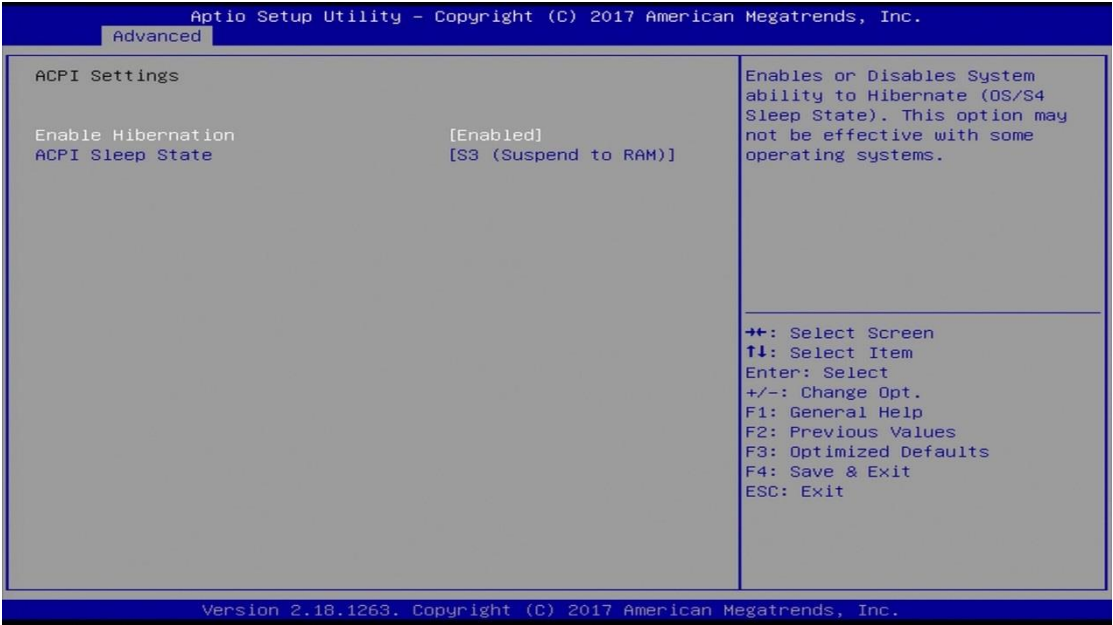 Aptio Setup Utility – Copyright (C) 2017 American Megatrends, Inc.
Advanced
ACPI Settings
Enable Hibernation [Enabled]
ACPI Sleep State [S3 (Suspend to RAM)]
Enables or Disables System
ability to Hibernate (OS/S4
Sleep State). This option may
not be effective with some
operating systems.
→←: Select Screen
↑↓: Select Item
Enter: Select
+/-: Change Opt.
F1: General Help
F2: Previous Values
F3: Optimized Defaults
F4: Save & Exit
ESC: Exit
Version 2.18.1263. Copyright (C) 2017 American Megatrends, Inc.